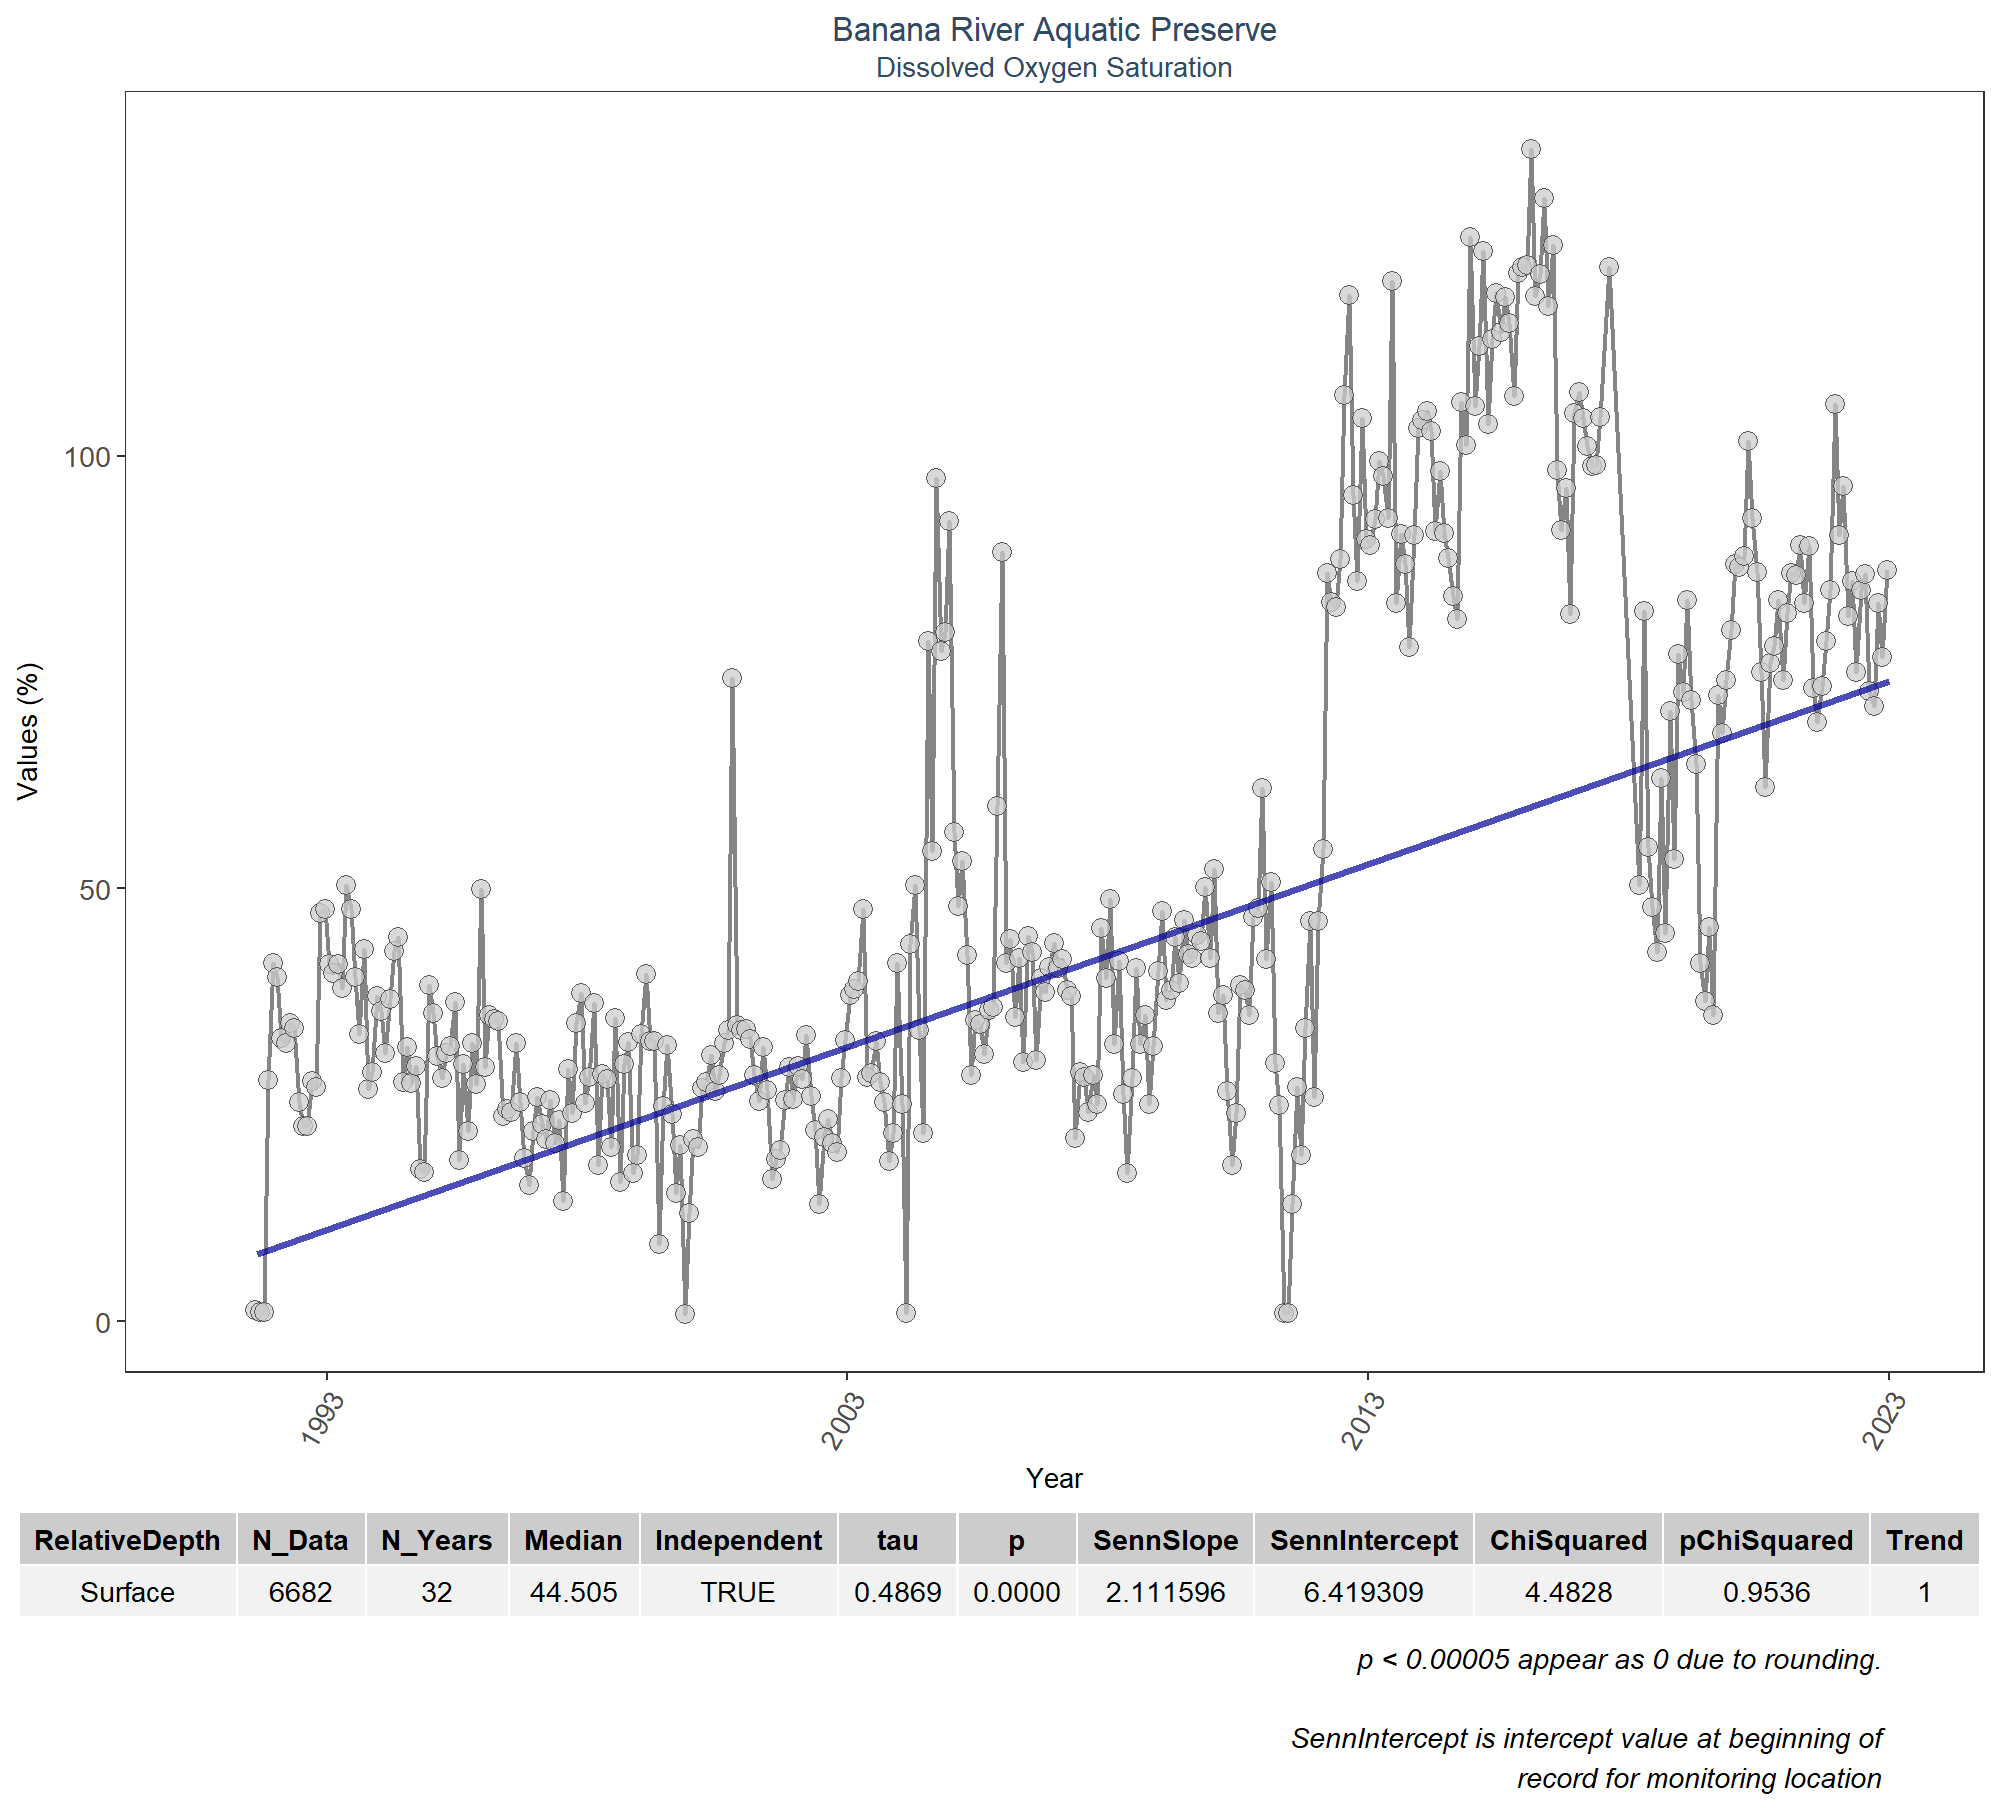 Banana River Aquatic Preserve
Dissolved Oxygen Saturation
Values (%)
100
50
0
1993
2003
2013
2023
Year
RelativeDepth N_Data N_Years Median Independent tau p SennSlope SennIntercept ChiSquared pChiSquared Trend
Surface 6682 32 44.505 TRUE 0.4869 0.0000 2.111596 6.419309 4.4828 0.9536 1
p < 0.00005 appear as 0 due to rounding.
SennIntercept is intercept value at beginning of
record for monitoring location